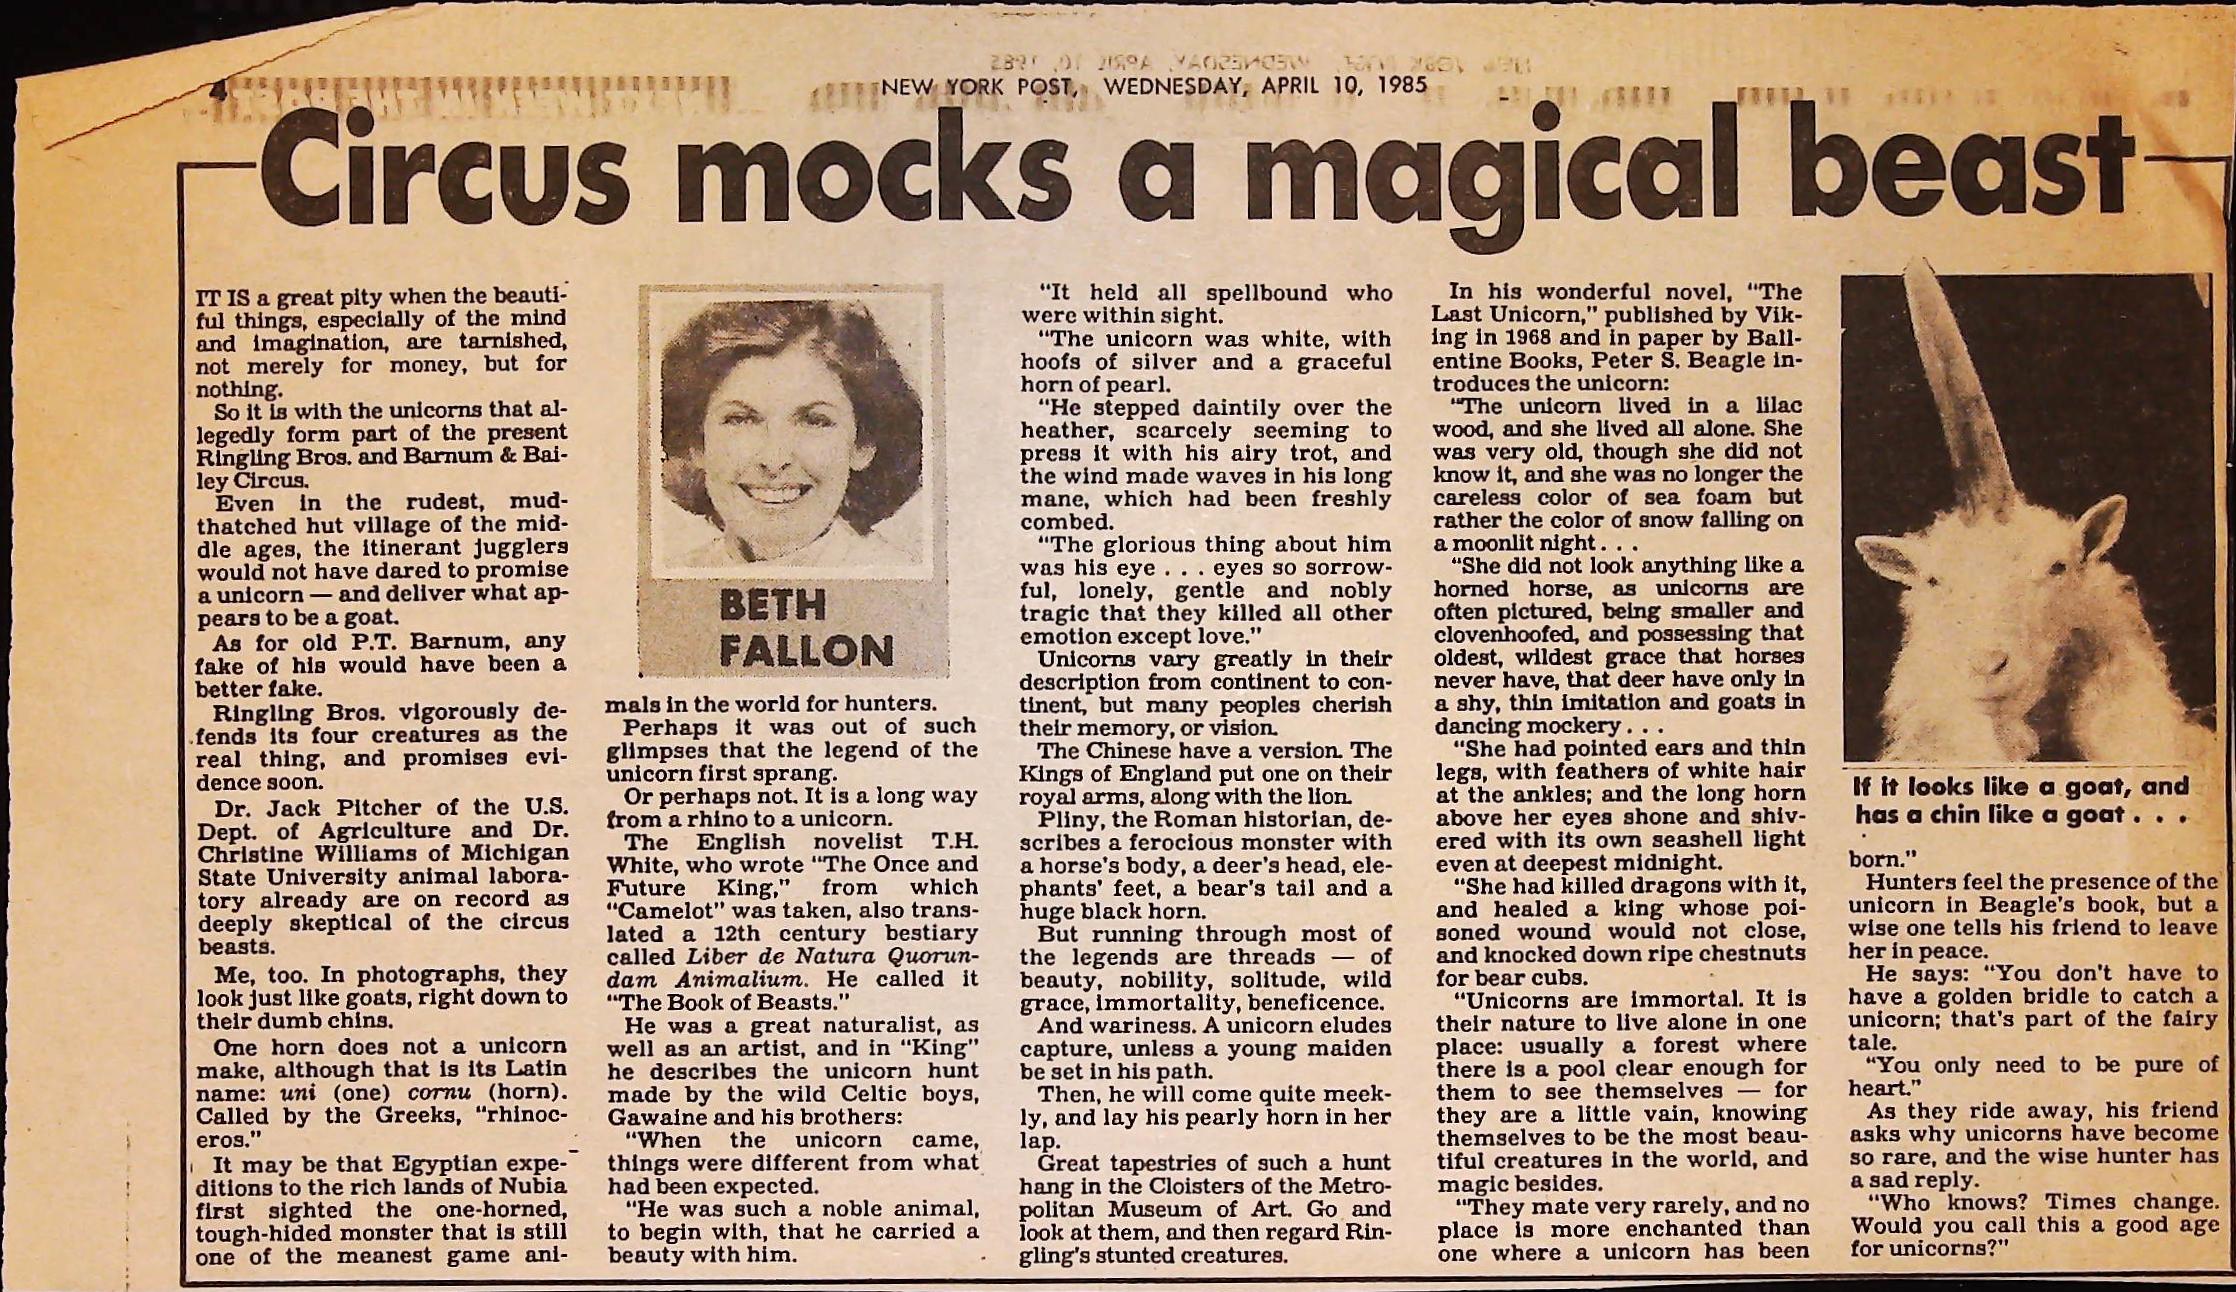 4
NEW YORK POST, WEDNESDAY, APRIL 10, 1985
Circus mocks a magical beast
IT IS a great pity when the beauti-
ful things, especially of the mind
and imagination, are tarnished,
not merely for money, but for
nothing.
So it is with the unicorns that al-
legedly form part of the present
Ringling Bros. and Barnum & Bai-
ley Circus.
Even in the rudest, mud-
thatched hut village of the mid-
dle ages, the itinerant jugglers
would not have dared to promise
a unicorn — and deliver what ap-
pears to be a goat.
As for old P.T. Barnum, any
fake of his would have been a
better fake.
Ringling Bros. vigorously de-
fends its four creatures as the
real thing, and promises evi-
dence soon.
Dr. Jack Pitcher of the U.S.
Dept. of Agriculture and Dr.
Christine Williams of Michigan
State University animal labora-
tory already are on record as
deeply skeptical of the circus
beasts.
Me, too. In photographs, they
look just like goats, right down to
their dumb chins.
One horn does not a unicorn
make, although that is its Latin
name: uni (one) cornu (horn).
Called by the Greeks, "rhinoc-
eros."
It may be that Egyptian expe-
ditions to the rich lands of Nubia
first sighted the one-horned,
tough-hided monster that is still
one of the meanest game ani-
BETH
FALLON
mals in the world for hunters.
Perhaps it was out of such
glimpses that the legend of the
unicorn first sprang.
Or perhaps not. It is a long way
from a rhino to a unicorn.
The English novelist T.H.
White, who wrote "The Once and
Future King," from which
"Camelot" was taken, also trans-
lated a 12th century bestiary
called Liber de Natura Quorun-
dam Animalium. He called it
"The Book of Beasts."
He was a great naturalist, as
well as an artist, and in "King"
he describes the unicorn hunt
made by the wild Celtic boys,
Gawaine and his brothers:
"When the unicorn came,
things were different from what
had been expected.
"He was such a noble animal,
to begin with, that he carried a
beauty with him.
"It held all spellbound who
were within sight.
"The unicorn was white, with
hoofs of silver and a graceful
horn of pearl.
"He stepped daintily over the
heather, scarcely seeming to
press it with his airy trot, and
the wind made waves in his long
mane, which had been freshly
combed.
"The glorious thing about him
was his eye . . . eyes so sorrow-
ful, lonely, gentle and nobly
tragic that they killed all other
emotion except love."
Unicorns vary greatly in their
description from continent to con-
tinent, but many peoples cherish
their memory, or vision.
The Chinese have a version. The
Kings of England put one on their
royal arms, along with the lion.
Pliny, the Roman historian, de-
scribes a ferocious monster with
a horse's body, a deer's head, ele-
phants' feet, a bear's tail and a
huge black horn.
But running through most of
the legends are threads — of
beauty, nobility, solitude, wild
grace, immortality, beneficence.
And wariness. A unicorn eludes
capture, unless a young maiden
be set in his path.
Then, he will come quite meek-
ly, and lay his pearly horn in her
lap.
Great tapestries of such a hunt
hang in the Cloisters of the Metro-
politan Museum of Art. Go and
look at them, and then regard Rin-
gling's stunted creatures.
In his wonderful novel, "The
Last Unicorn," published by Vik-
ing in 1968 and in paper by Ball-
entine Books, Peter S. Beagle in-
troduces the unicorn:
"The unicorn lived in a lilac
wood, and she lived all alone. She
was very old, though she did not
know it, and she was no longer the
careless color of sea foam but
rather the color of snow falling on
a moonlit night . . .
"She did not look anything like a
horned horse, as unicorns are
often pictured, being smaller and
clovenhoofed, and possessing that
oldest, wildest grace that horses
never have, that deer have only in
a shy, thin imitation and goats in
dancing mockery . . .
"She had pointed ears and thin
legs, with feathers of white hair
at the ankles; and the long horn
above her eyes shone and shiv-
ered with its own seashell light
even at deepest midnight.
"She had killed dragons with it,
and healed a king whose poi-
soned wound would not close,
and knocked down ripe chestnuts
for bear cubs.
"Unicorns are immortal. It is
their nature to live alone in one
place: usually a forest where
there is a pool clear enough for
them to see themselves — for
they are a little vain, knowing
themselves to be the most beau-
tiful creatures in the world, and
magic besides.
"They mate very rarely, and no
place is more enchanted than
one where a unicorn has been
If it looks like a goat, and
has a chin like a goat . . .
born."
Hunters feel the presence of the
unicorn in Beagle's book, but a
wise one tells his friend to leave
her in peace.
He says: "You don't have to
have a golden bridle to catch a
unicorn; that's part of the fairy
tale.
"You only need to be pure of
heart."
As they ride away, his friend
asks why unicorns have become
so rare, and the wise hunter has
a sad reply.
"Who knows? Times change.
Would you call this a good age
for unicorns?"